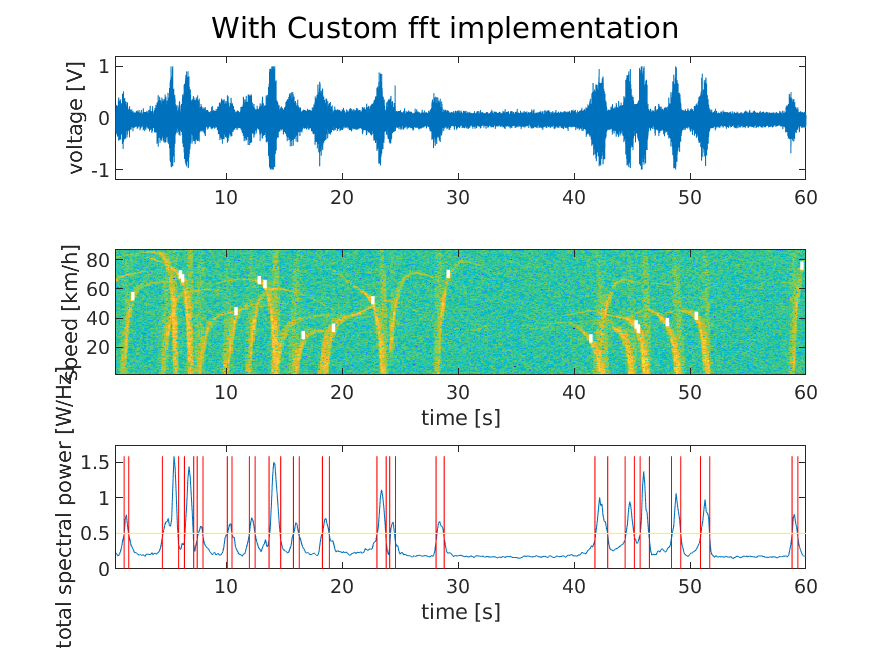 With Custom fft implementation
voltage [V]
1
0
-1
10 20 30 40 50 60
speed [km/h]
80
60
40
20
10 20 30 40 50 60
time [s]
total spectral power [W/Hz]
1.5
1
0.5
0
10 20 30 40 50 60
time [s]